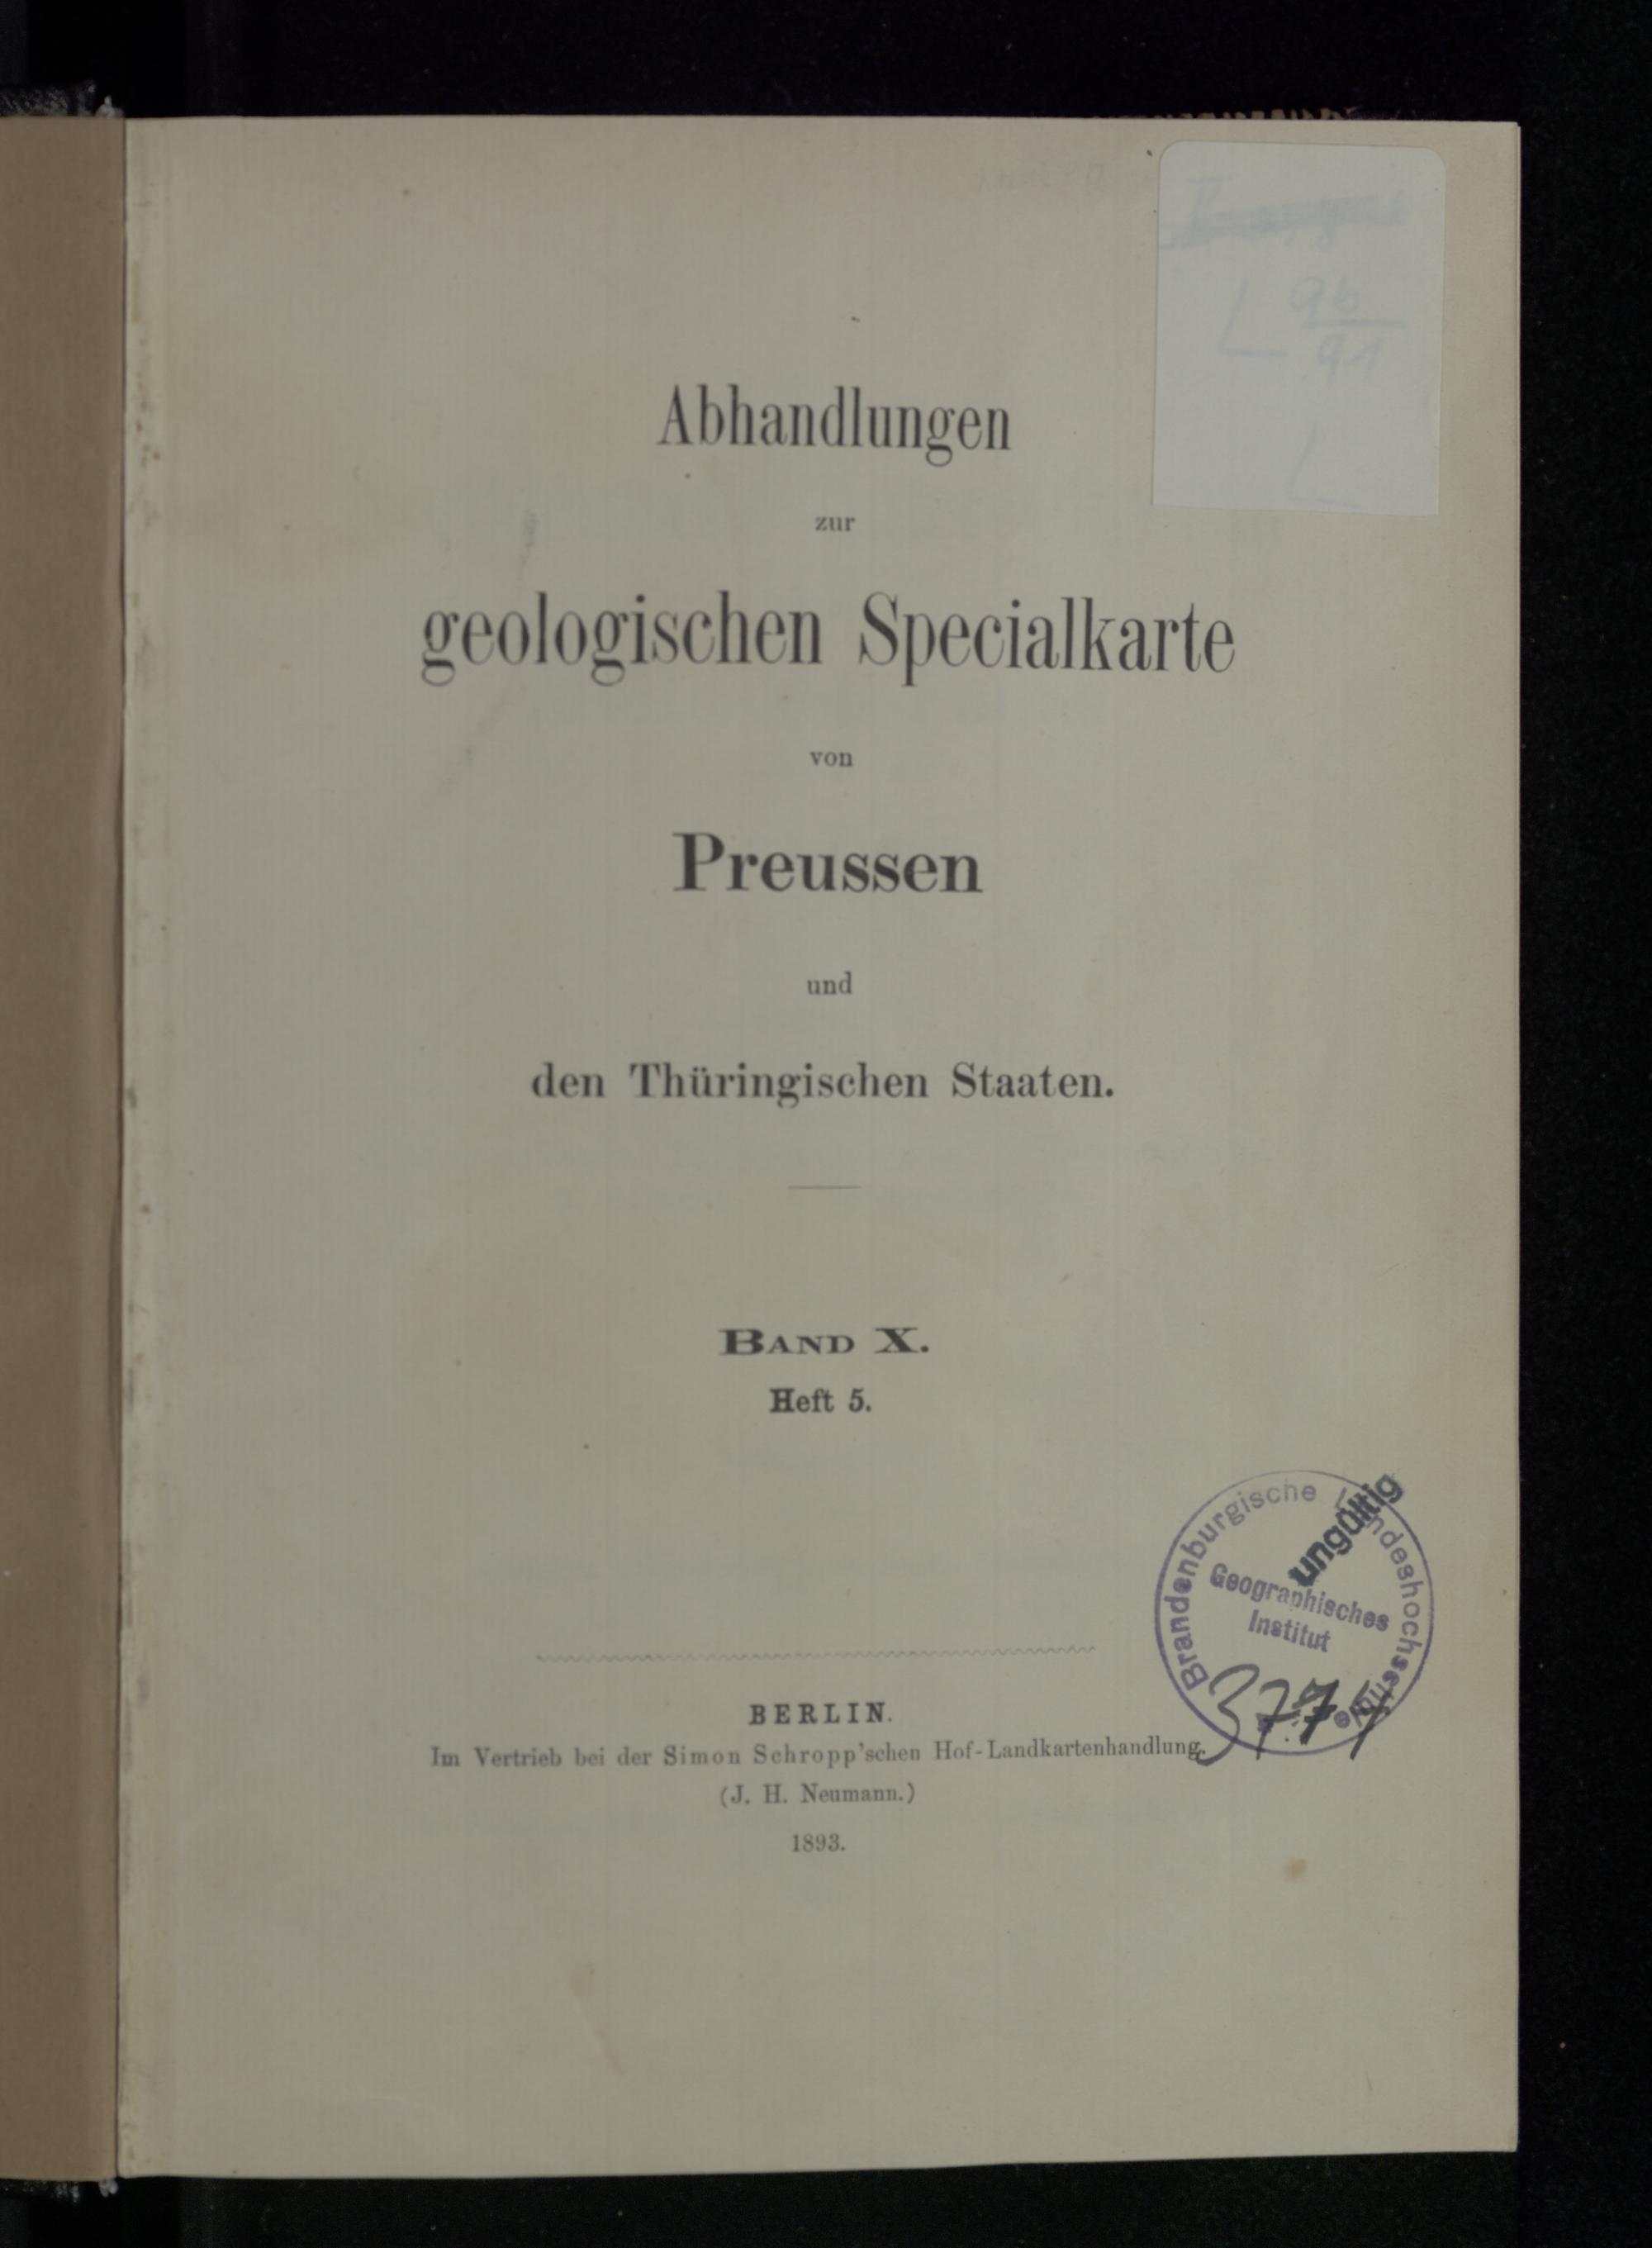 L 96
91
Abhandlungen
zur
geologischen Specialkarte
von
Preussen
und
den Thüringischen Staaten.
BAND X.
Heft 5.
Brandenburgische Landeshochschule
ungültig
Geographisches
Institut
BERLIN.
Im Vertrieb bei der Simon Schropp'schen Hof-Landkartenhandlung.
(J. H. Neumann.)
1893.